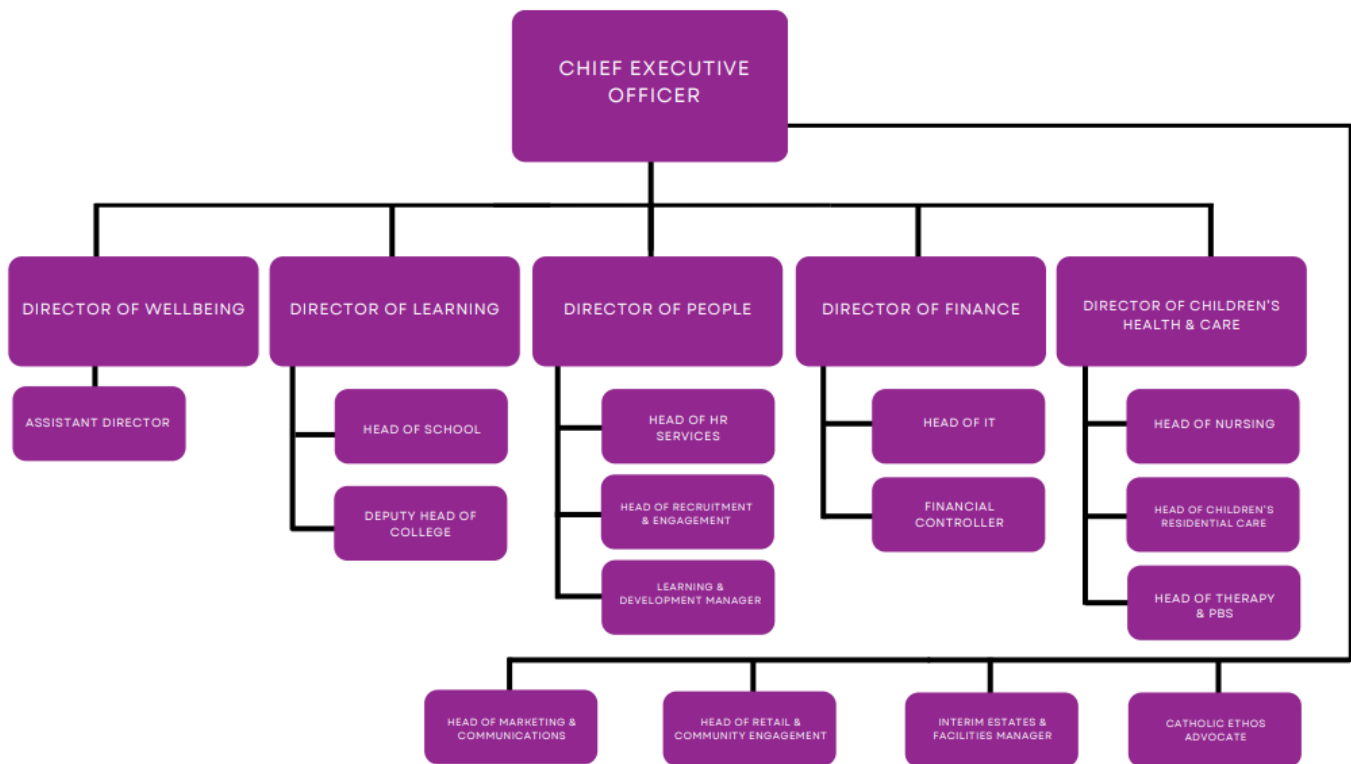 CHIEF EXECUTIVE
OFFICER
DIRECTOR OF WELLBEING
DIRECTOR OF LEARNING
DIRECTOR OF PEOPLE
DIRECTOR OF FINANCE
DIRECTOR OF CHILDREN'S
HEALTH & CARE
ASSISTANT DIRECTOR
HEAD OF SCHOOL
DEPUTY HEAD OF
COLLEGE
HEAD OF HR
SERVICES
HEAD OF RECRUITMENT
& ENGAGEMENT
LEARNING &
DEVELOPMENT MANAGER
HEAD OF IT
FINANCIAL
CONTROLLER
HEAD OF NURSING
HEAD OF CHILDREN'S
RESIDENTIAL CARE
HEAD OF THERAPY
& PBS
HEAD OF MARKETING &
COMMUNICATIONS
HEAD OF RETAIL &
COMMUNITY ENGAGEMENT
INTERIM ESTATES &
FACILITIES MANAGER
CATHOLIC ETHOS
ADVOCATE